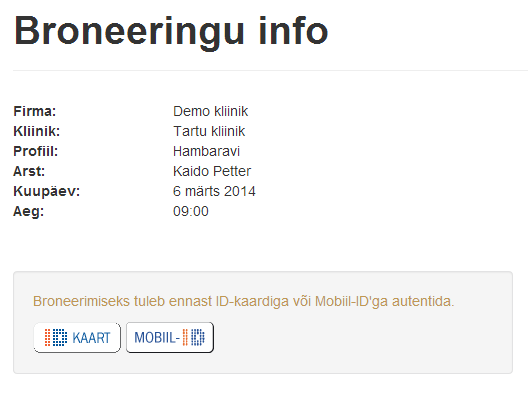 Broneeringu info
Firma: Demo kliinik
Kliinik: Tartu kliinik
Profiil: Hambaravi
Arst: Kaido Petter
Kuupäev: 6 märts 2014
Aeg: 09:00
Broneerimiseks tuleb ennast ID-kaardiga või Mobiil-ID'ga autentida.
ID KAART MOBIIL-ID